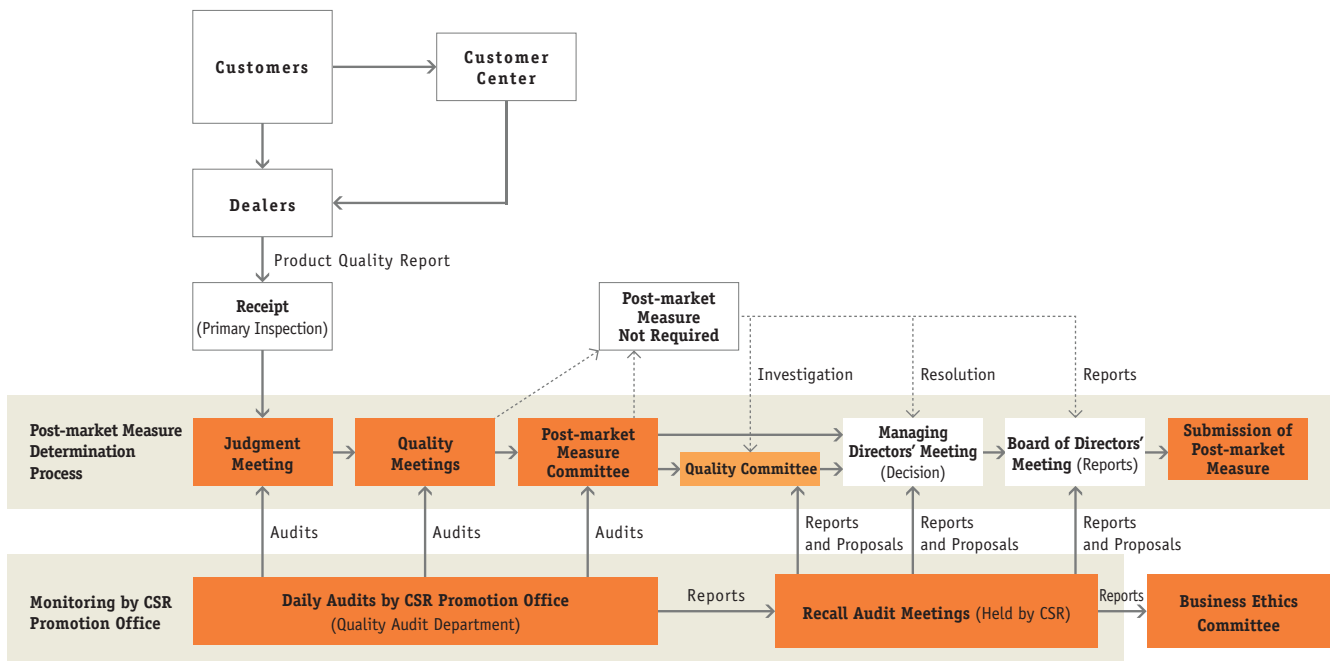 Customers
Customer
Center
Dealers
Product Quality Report
Receipt
(Primary Inspection)
Post-market
Measure
Not Required
Investigation
Resolution
Reports
Post-market Measure
Determination
Process
Judgment
Meeting
Quality
Meetings
Post-market
Measure
Committee
Quality Committee
Managing
Directors’ Meeting
(Decision)
Board of Directors’
Meeting (Reports)
Submission of
Post-market
Measure
Audits
Audits
Audits
Reports
and Proposals
Reports
and Proposals
Reports
and Proposals
Monitoring by CSR
Promotion Office
Daily Audits by CSR Promotion Office
(Quality Audit Department)
Reports
Recall Audit Meetings (Held by CSR)
Reports
Business Ethics
Committee